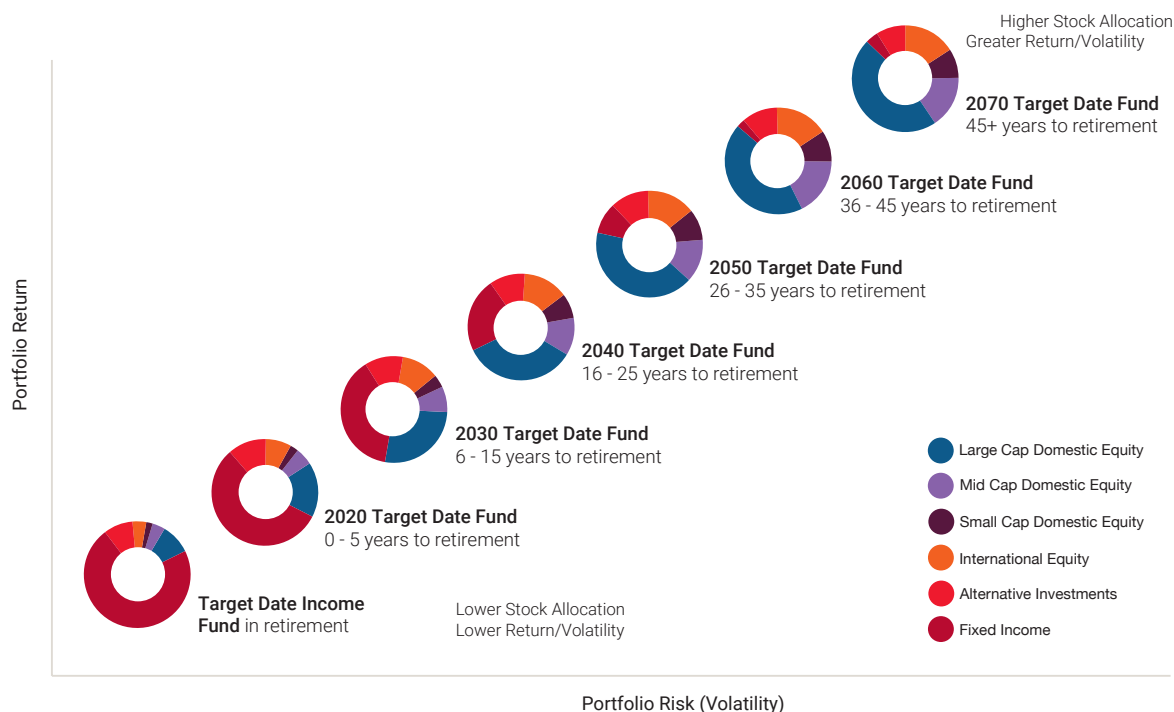 Higher Stock Allocation
Greater Return/Volatility
2070 Target Date Fund
45+ years to retirement
2060 Target Date Fund
36 - 45 years to retirement
2050 Target Date Fund
26 - 35 years to retirement
2040 Target Date Fund
16 - 25 years to retirement
2030 Target Date Fund
6 - 15 years to retirement
2020 Target Date Fund
0 - 5 years to retirement
Target Date Income
Fund in retirement
Lower Stock Allocation
Lower Return/Volatility
Large Cap Domestic Equity
Mid Cap Domestic Equity
Small Cap Domestic Equity
International Equity
Alternative Investments
Fixed Income
Portfolio Return
Portfolio Risk (Volatility)